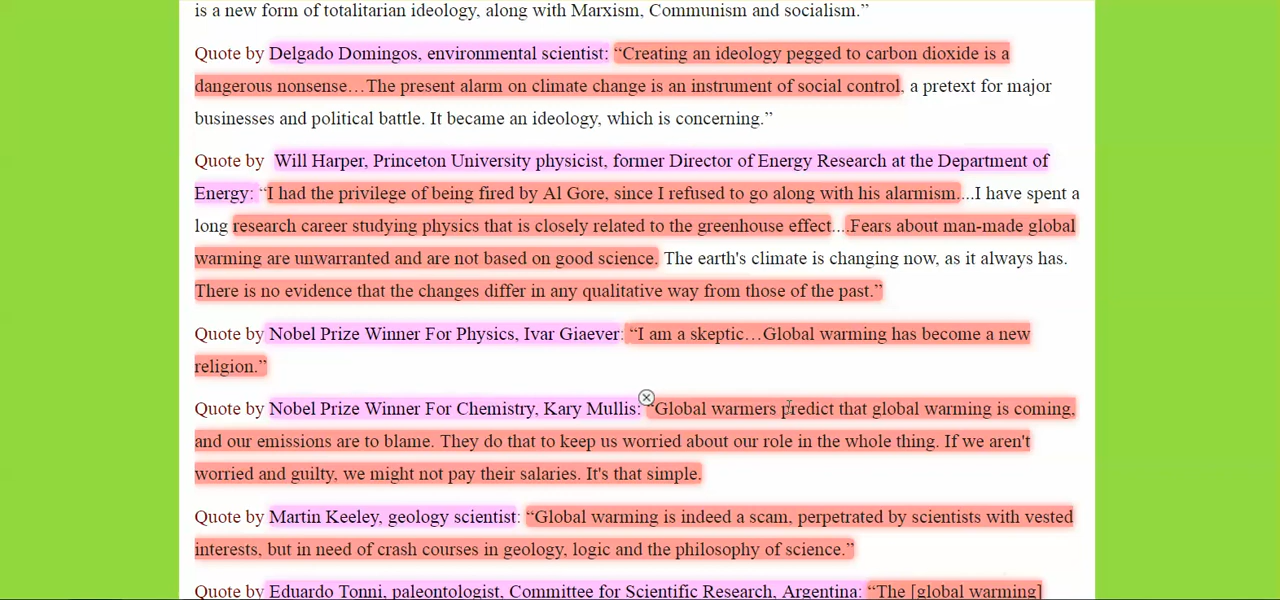 is a new form of totalitarian ideology, along with Marxism, Communism and socialism.”
Quote by Delgado Domingos, environmental scientist: “Creating an ideology pegged to carbon dioxide is a
dangerous nonsense…The present alarm on climate change is an instrument of social control, a pretext for major
businesses and political battle. It became an ideology, which is concerning.”
Quote by Will Harper, Princeton University physicist, former Director of Energy Research at the Department of
Energy: “I had the privilege of being fired by Al Gore, since I refused to go along with his alarmism....I have spent a
long research career studying physics that is closely related to the greenhouse effect....Fears about man-made global
warming are unwarranted and are not based on good science. The earth's climate is changing now, as it always has.
There is no evidence that the changes differ in any qualitative way from those of the past.”
Quote by Nobel Prize Winner For Physics, Ivar Giaever: “I am a skeptic…Global warming has become a new
religion.”
Quote by Nobel Prize Winner For Chemistry, Kary Mullis: “Global warmers predict that global warming is coming,
and our emissions are to blame. They do that to keep us worried about our role in the whole thing. If we aren't
worried and guilty, we might not pay their salaries. It's that simple.
Quote by Martin Keeley, geology scientist: “Global warming is indeed a scam, perpetrated by scientists with vested
interests, but in need of crash courses in geology, logic and the philosophy of science.”
Quote by Eduardo Tonni, paleontologist, Committee for Scientific Research, Argentina: “The [global warming]